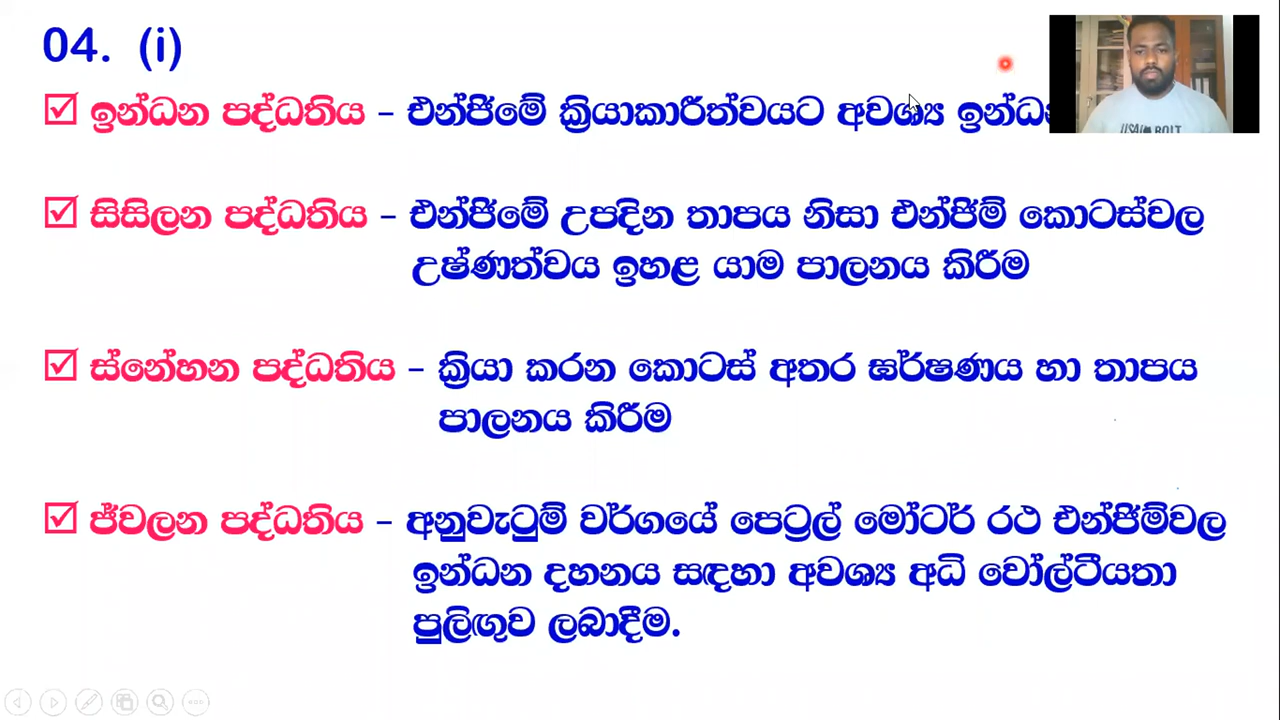 04. (i)
ඉන්ධන පද්ධතිය – එන්ජිමේ ක්‍රියාකාරීත්වයට අවශ්‍ය
සිසිලන පද්ධතිය – එන්ජිමේ උපදින තාපය නිසා එන්ජිම් කොටස්වල
උෂ්ණත්වය ඉහළ යාම පාලනය කිරීම
ස්නේහන පද්ධතිය – ක්‍රියා කරන කොටස් අතර ඝර්ෂණය හා තාපය
පාලනය කිරීම
ජ්වලන පද්ධතිය – අනුවැටුම් වර්ගයේ පෙට්‍රල් මෝටර් රථ එන්ජිම්වල
ඉන්ධන දහනය සඳහා අවශ්‍ය අධි වෝල්ටීයතා
පුලිඟුව ලබාදීම.